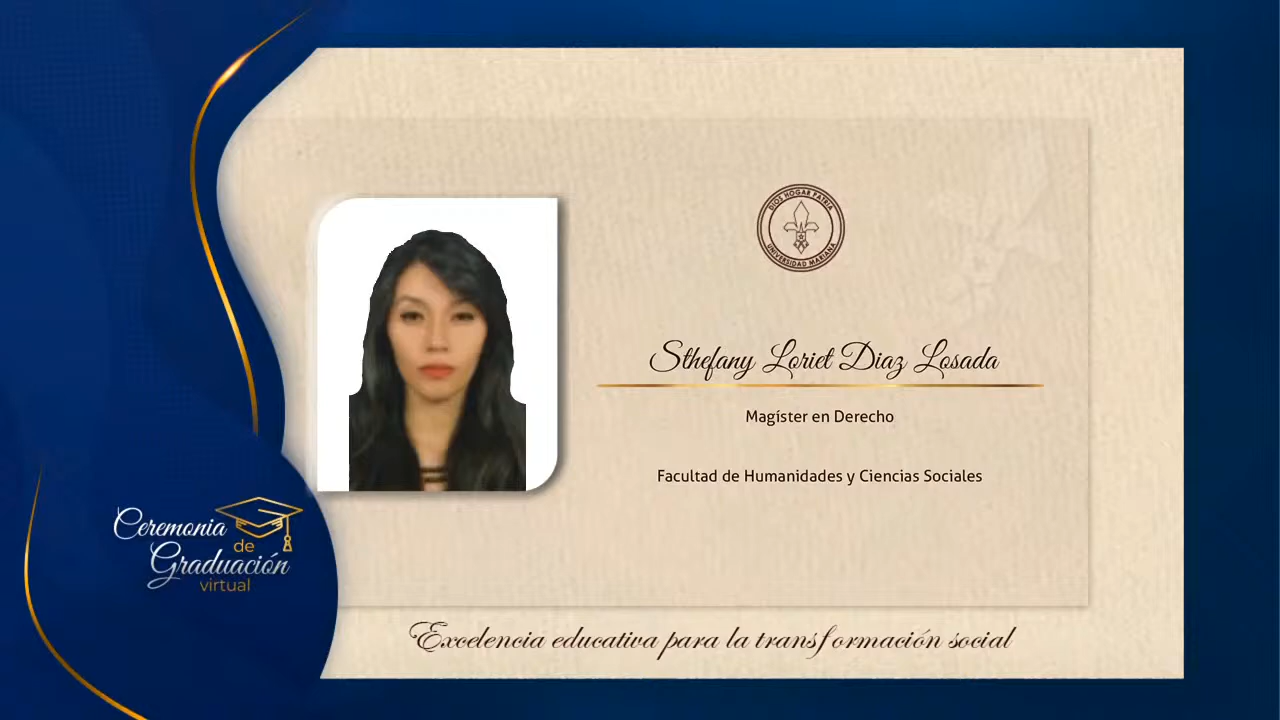 DIOS HOGAR PATRIA
UNIVERSIDAD MARIANA
Sthefany Loriet Diaz Losada
Magíster en Derecho
Facultad de Humanidades y Ciencias Sociales
Ceremonia
de
Graduación
virtual
Excelencia educativa para la transformación social